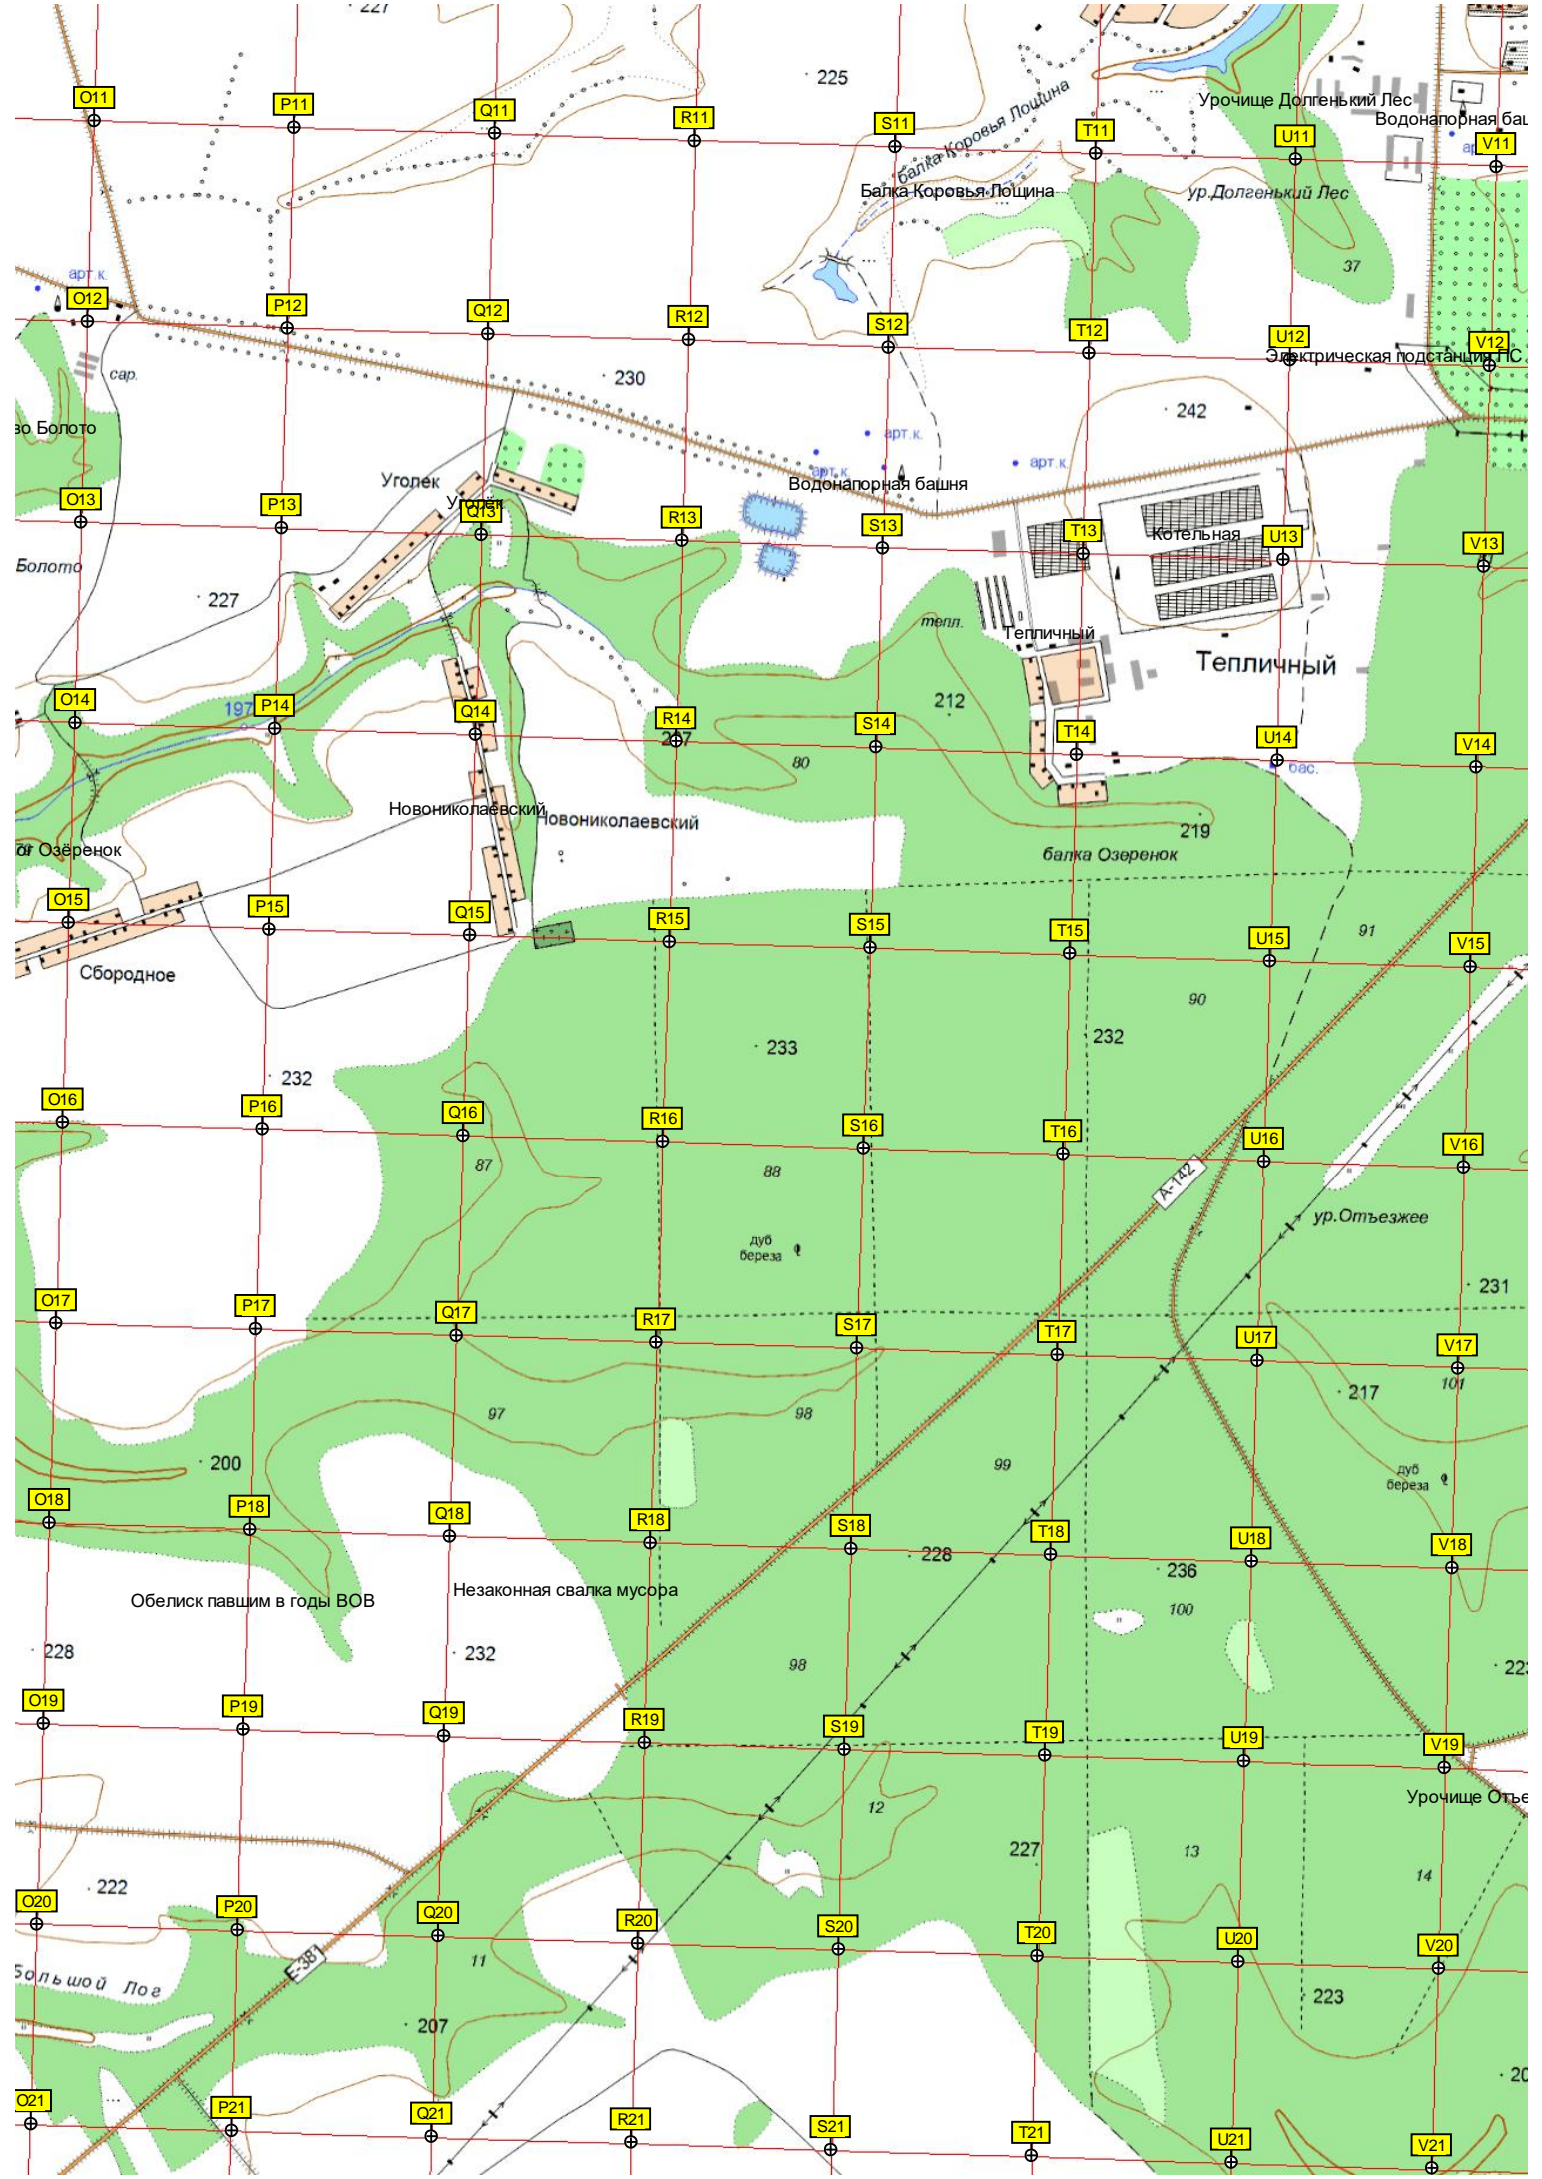 227
225
Урочище Долгенький Лес
O11
P11
Q11
R11
S11
T11
U11
V11
Водонапорная баш
балка Коровья Лощина
Балка Коровья Лощина
ур.Долгенький Лес
37
арт.к.
O12
P12
Q12
R12
S12
T12
U12
V12
Электрическая подстанция ПС
сар.
230
242
во Болото
арт.к.
арт.к.
арт.к.
Водонапорная башня
Уголек
Уголёк
O13
P13
Q13
R13
S13
T13
U13
V13
Котельная
Болото
227
тепл.
Тепличный
Тепличный
212
197
O14
P14
Q14
R14
S14
T14
U14
V14
80
бас.
Новониколаевский
Новониколаевский
219
балка Озеренок
ог Озёренок
O15
P15
Q15
R15
S15
T15
U15
V15
91
Сбородное
90
233
232
232
O16
P16
Q16
R16
S16
T16
U16
V16
87
88
А-142
ур.Отъезжее
дуб
береза
231
O17
P17
Q17
R17
S17
T17
U17
V17
217
101
97
98
200
99
дуб
береза
O18
P18
Q18
R18
S18
T18
U18
V18
228
236
Обелиск павшим в годы ВОВ
Незаконная свалка мусора
100
228
232
98
223
O19
P19
Q19
R19
S19
T19
U19
V19
Урочище Отъе
12
227
13
14
222
O20
P20
Q20
R20
S20
T20
U20
V20
Е-381
11
Большой Лог
223
207
20
O21
P21
Q21
R21
S21
T21
U21
V21